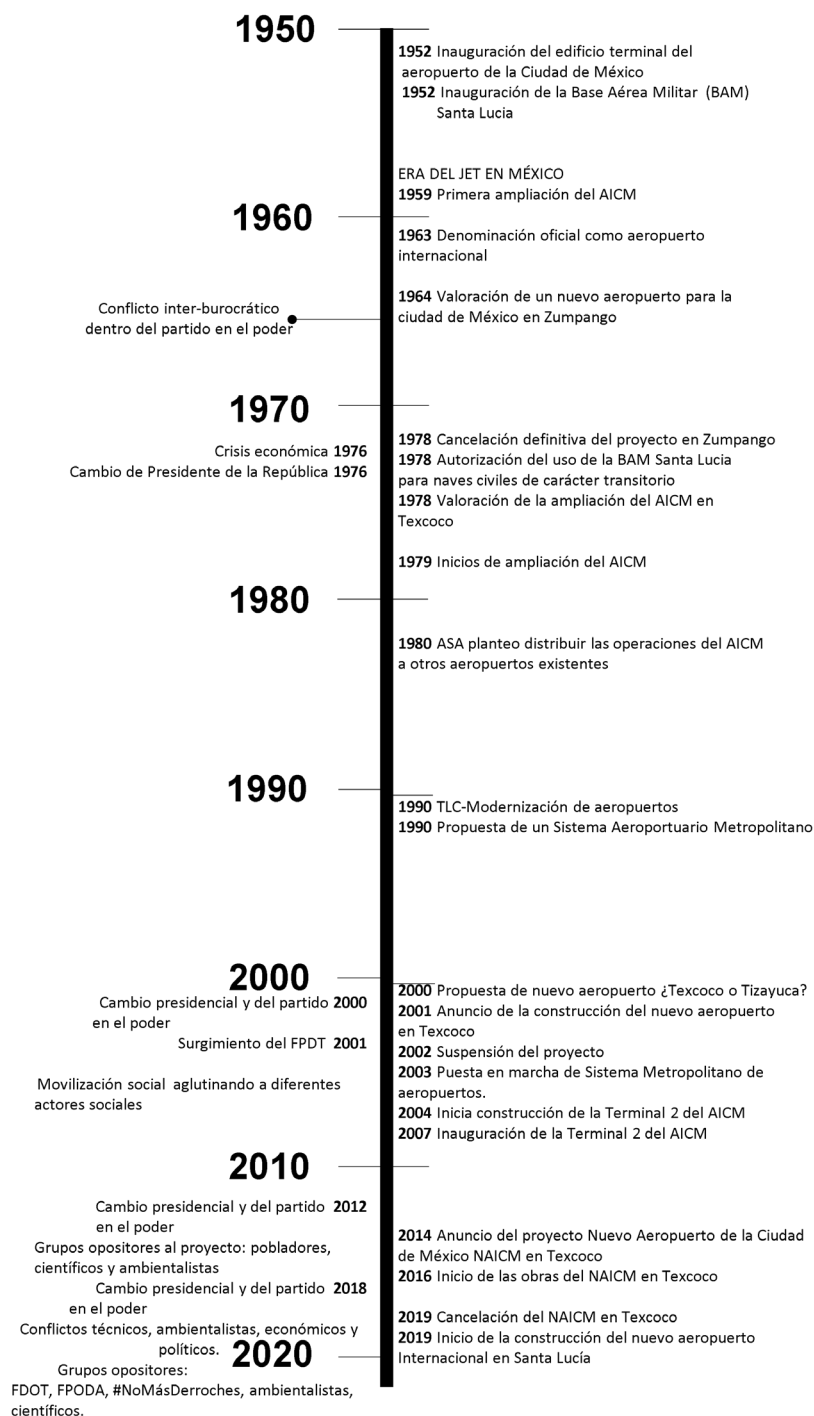 1950
1952 Inauguración del edificio terminal del
aeropuerto de la Ciudad de México
1952 Inauguración de la Base Aérea Militar (BAM)
Santa Lucia
ERA DEL JET EN MÉXICO
1959 Primera ampliación del AICM
1960
1963 Denominación oficial como aeropuerto
internacional
1964 Valoración de un nuevo aeropuerto para la
ciudad de México en Zumpango
Conflicto inter-burocrático
dentro del partido en el poder
1970
Crisis económica 1976
Cambio de Presidente de la República 1976
1978 Cancelación definitiva del proyecto en Zumpango
1978 Autorización del uso de la BAM Santa Lucia
para naves civiles de carácter transitorio
1978 Valoración de la ampliación del AICM en
Texcoco
1979 Inicios de ampliación del AICM
1980
1980 ASA planteo distribuir las operaciones del AICM
a otros aeropuertos existentes
1990
1990 TLC-Modernización de aeropuertos
1990 Propuesta de un Sistema Aeroportuario Metropolitano
2000
Cambio presidencial y del partido 2000
en el poder
Surgimiento del FPDT 2001
Movilización social aglutinando a diferentes
actores sociales
2000 Propuesta de nuevo aeropuerto ¿Texcoco o Tizayuca?
2001 Anuncio de la construcción del nuevo aeropuerto
en Texcoco
2002 Suspensión del proyecto
2003 Puesta en marcha de Sistema Metropolitano de
aeropuertos.
2004 Inicia construcción de la Terminal 2 del AICM
2007 Inauguración de la Terminal 2 del AICM
2010
Cambio presidencial y del partido 2012
en el poder
Grupos opositores al proyecto: pobladores,
científicos y ambientalistas
Cambio presidencial y del partido 2018
en el poder
Conflictos técnicos, ambientalistas, económicos y
políticos.
2014 Anuncio del proyecto Nuevo Aeropuerto de la Ciudad
de México NAICM en Texcoco
2016 Inicio de las obras del NAICM en Texcoco
2019 Cancelación del NAICM en Texcoco
2019 Inicio de la construcción del nuevo aeropuerto
Internacional en Santa Lucía
2020
Grupos opositores:
FDOT, FPODA, #NoMásDerroches, ambientalistas,
científicos.